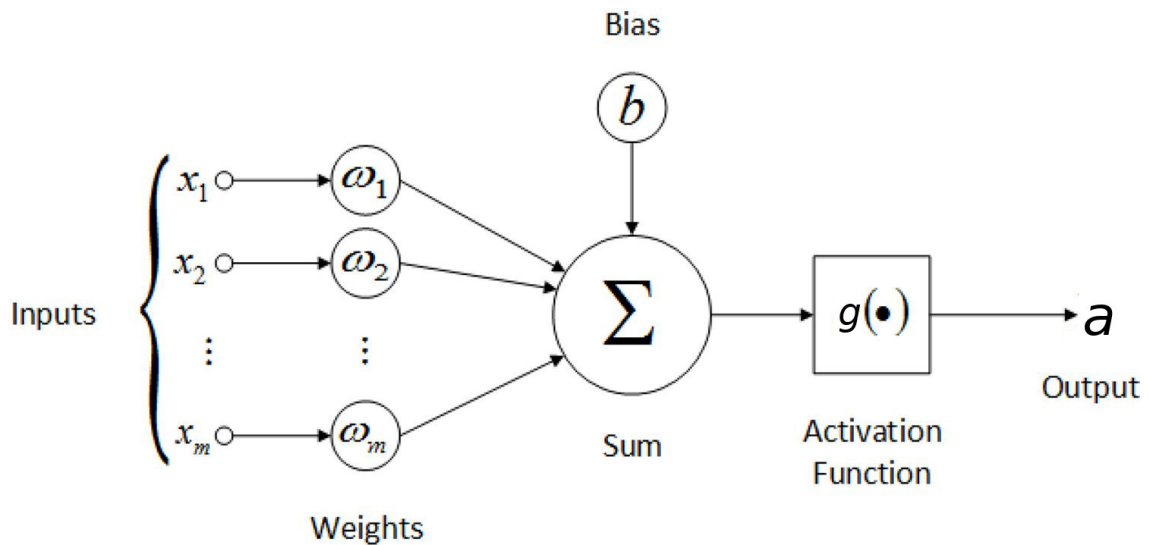 Bias
b
x₁ ω₁
x₂ ω₂
Inputs
Σ
g(•)
a
⋮ ⋮
Output
xₘ ωₘ
Sum
Activation
Function
Weights